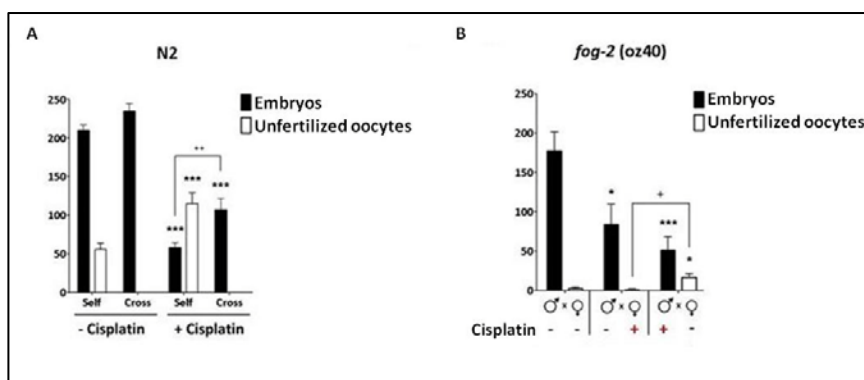 A
N2
Embryos
Unfertilized oocytes
250
200
150
100
50
0
++
***
***
***
Self
Cross
Self
Cross
- Cisplatin
+ Cisplatin
B
fog-2 (oz40)
Embryos
Unfertilized oocytes
250
200
150
100
50
0
*
+
***
*
♂ x ♀
♂ x ♀
♂ x ♀
Cisplatin - - - + + -